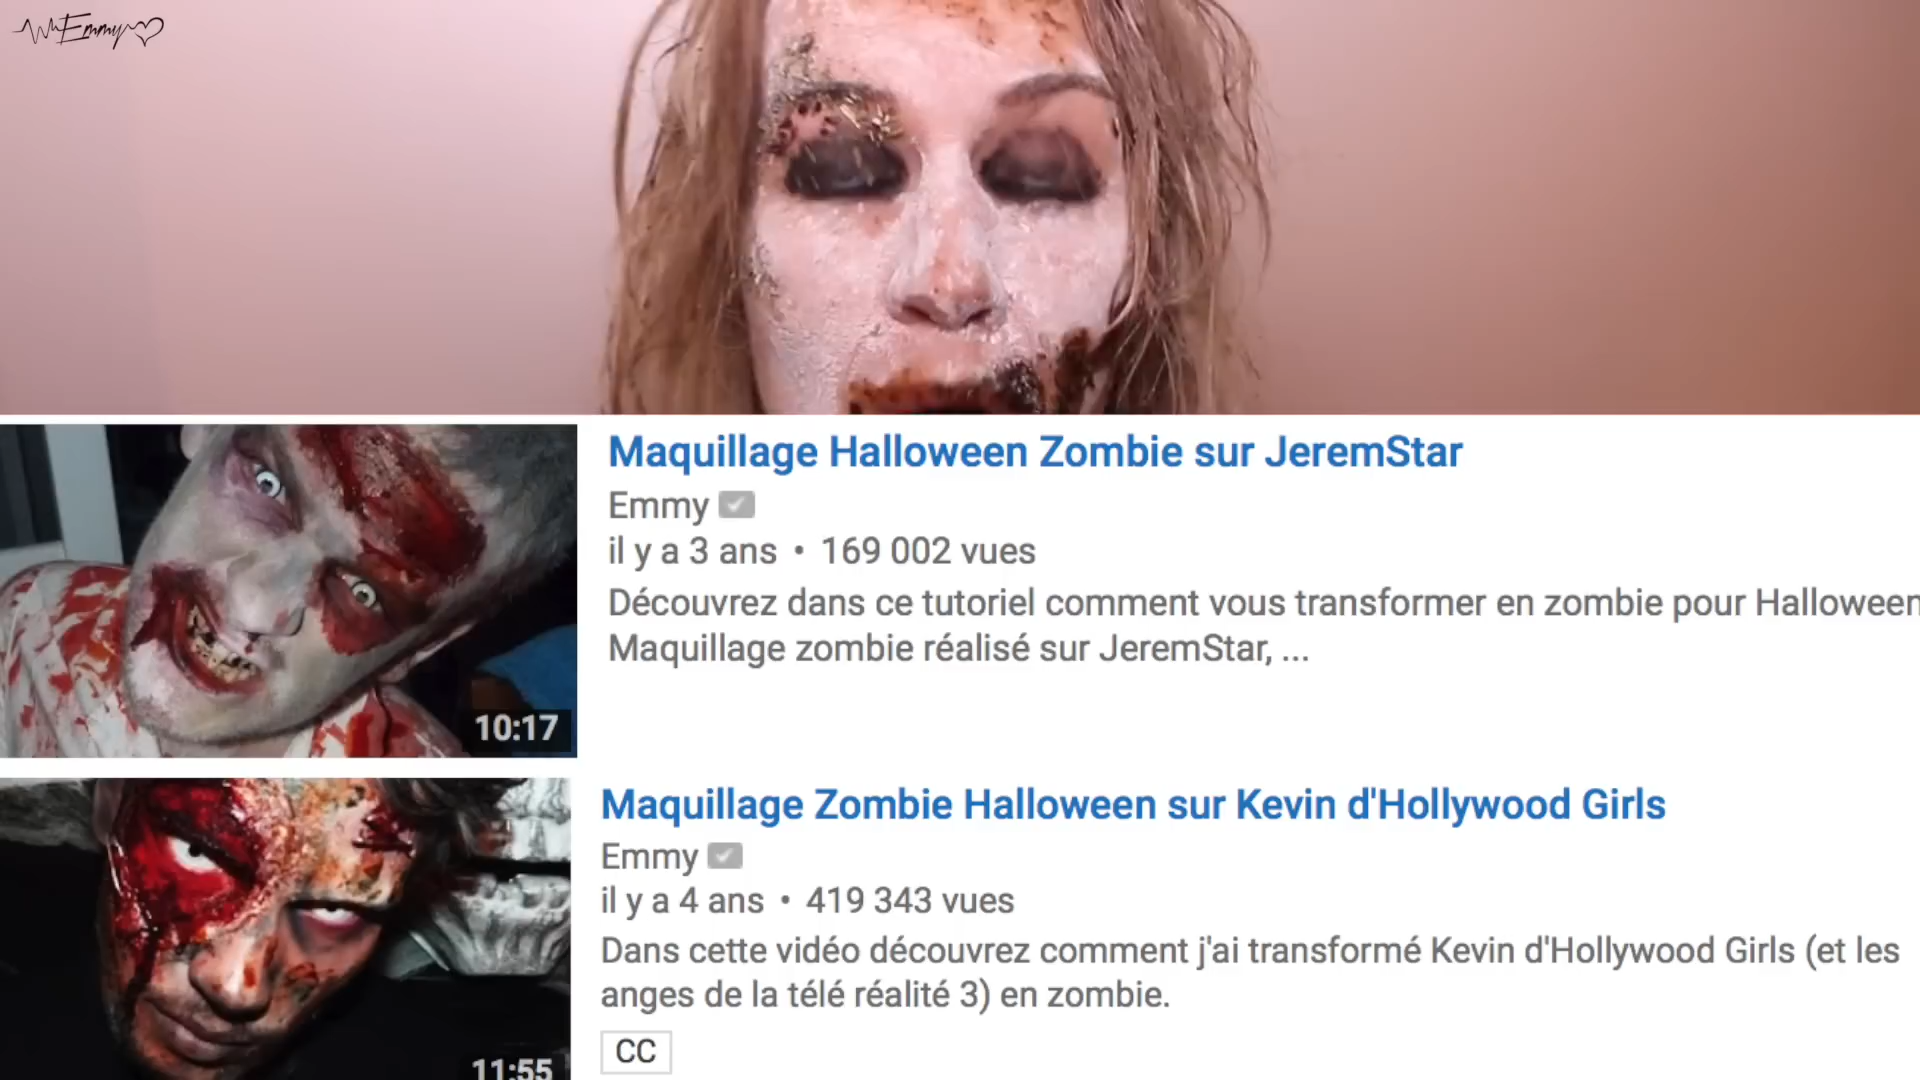 Emmy
Maquillage Halloween Zombie sur JeremStar
Emmy
il y a 3 ans • 169 002 vues
Découvrez dans ce tutoriel comment vous transformer en zombie pour Halloween
Maquillage zombie réalisé sur JeremStar, ...
10:17
Maquillage Zombie Halloween sur Kevin d'Hollywood Girls
Emmy
il y a 4 ans • 419 343 vues
Dans cette vidéo découvrez comment j'ai transformé Kevin d'Hollywood Girls (et les
anges de la télé réalité 3) en zombie.
CC
11:55